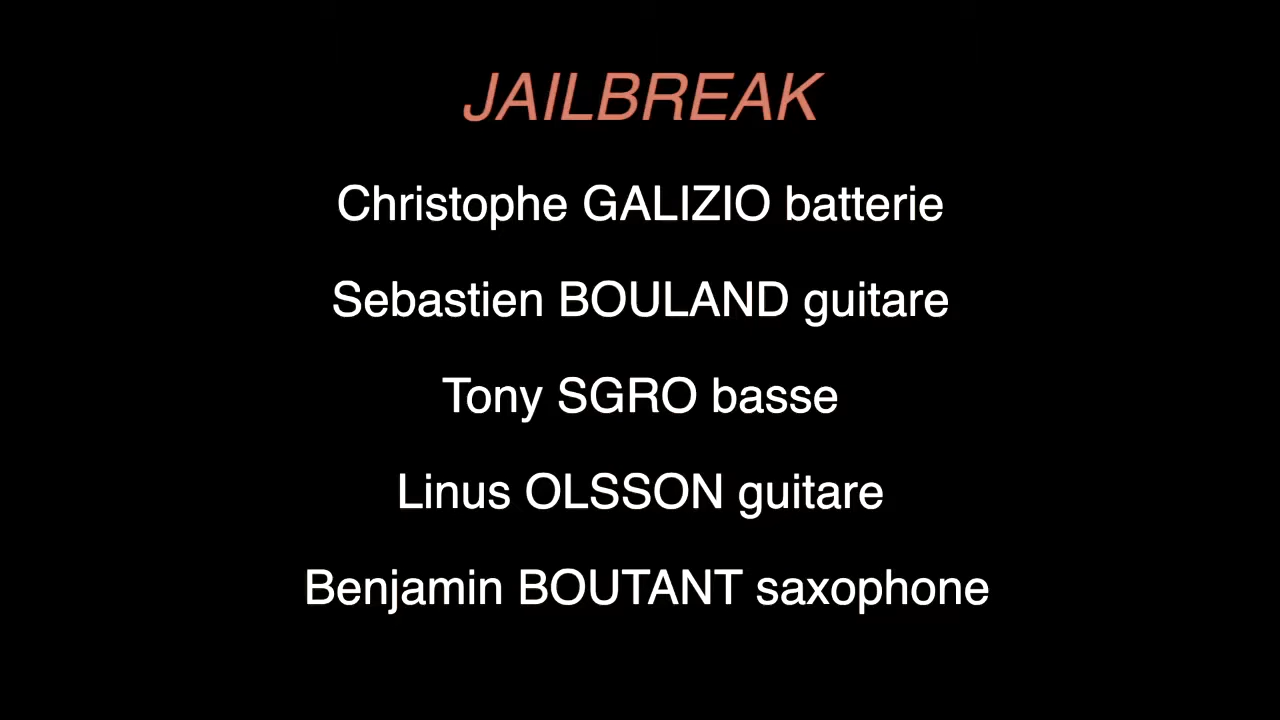 JAILBREAK
Christophe GALIZIO batterie
Sebastien BOULAND guitare
Tony SGRO basse
Linus OLSSON guitare
Benjamin BOUTANT saxophone